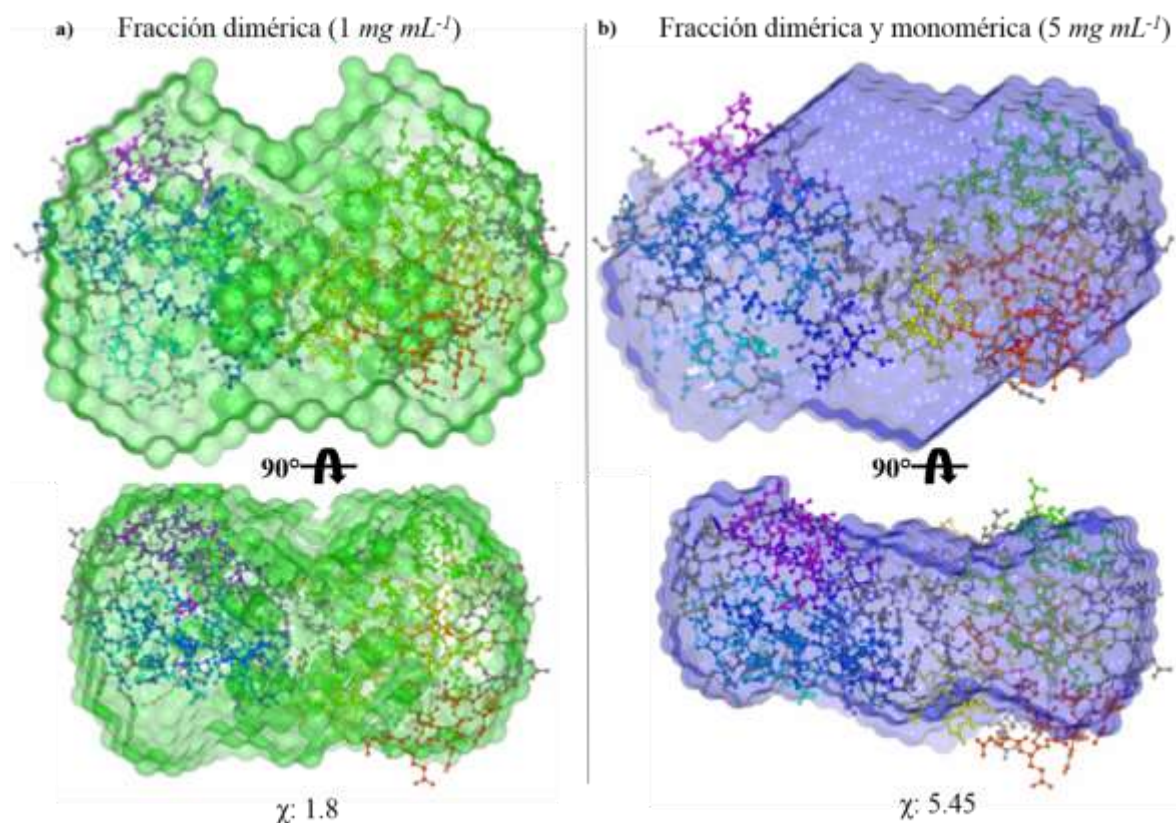 a) Fracción dimérica (1 mg mL⁻¹)
b) Fracción dimérica y monomérica (5 mg mL⁻¹)
90°
90°
χ: 1.8
χ: 5.45